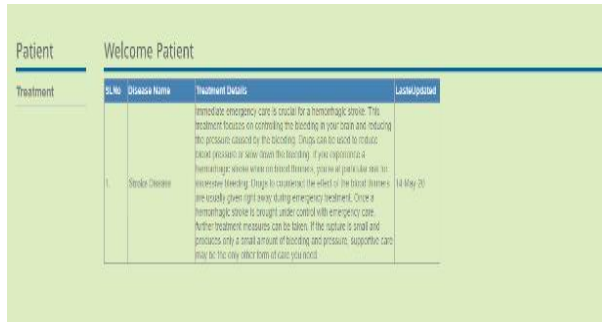 Patient
Welcome Patient
Treatment
SI.No Disease Name Treatment Details LasteUpdated
Immediate emergency care is crucial for a hemorrhagic stroke. This
treatment focuses on controlling the bleeding in your brain and reducing
the pressure caused by the bleeding. Drugs can be used to reduce
blood pressure or slow down the bleeding. If you experience a
hemorrhagic stroke while on blood thinners, you're at particular risk for
excessive bleeding. Drugs to counteract the effect of the blood thinners
are usually given right away during emergency treatment. Once a
hemorrhagic stroke is brought under control with emergency care,
further treatment measures can be taken. If the rupture is small and
produces only a small amount of bleeding and pressure, supportive care
may be the only other form of care you need.
1. Stroke Disease 14-May-20